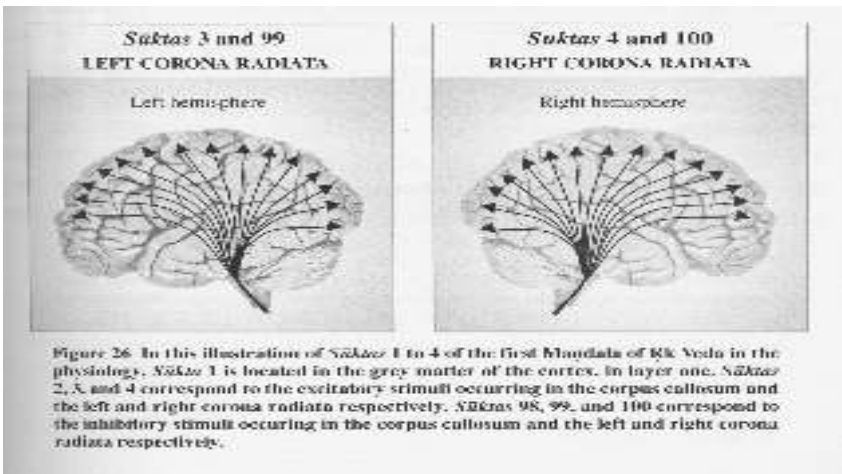 Sūktas 3 and 99
LEFT CORONA RADIATA
Left hemisphere
Suktas 4 and 100
RIGHT CORONA RADIATA
Right hemisphere
Figure 26 In this illustration of Sūktas 1 to 4 of the first Maṇḍala of Ṛk Veda in the
physiology, Sūkta 1 is located in the grey matter of the cortex, in layer one. Sūktas
2, 3, and 4 correspond to the excitatory stimuli occurring in the corpus callosum and
the left and right corona radiata respectively. Sūktas 98, 99, and 100 correspond to
the inhibitory stimuli occuring in the corpus callosum and the left and right corona
radiata respectively.